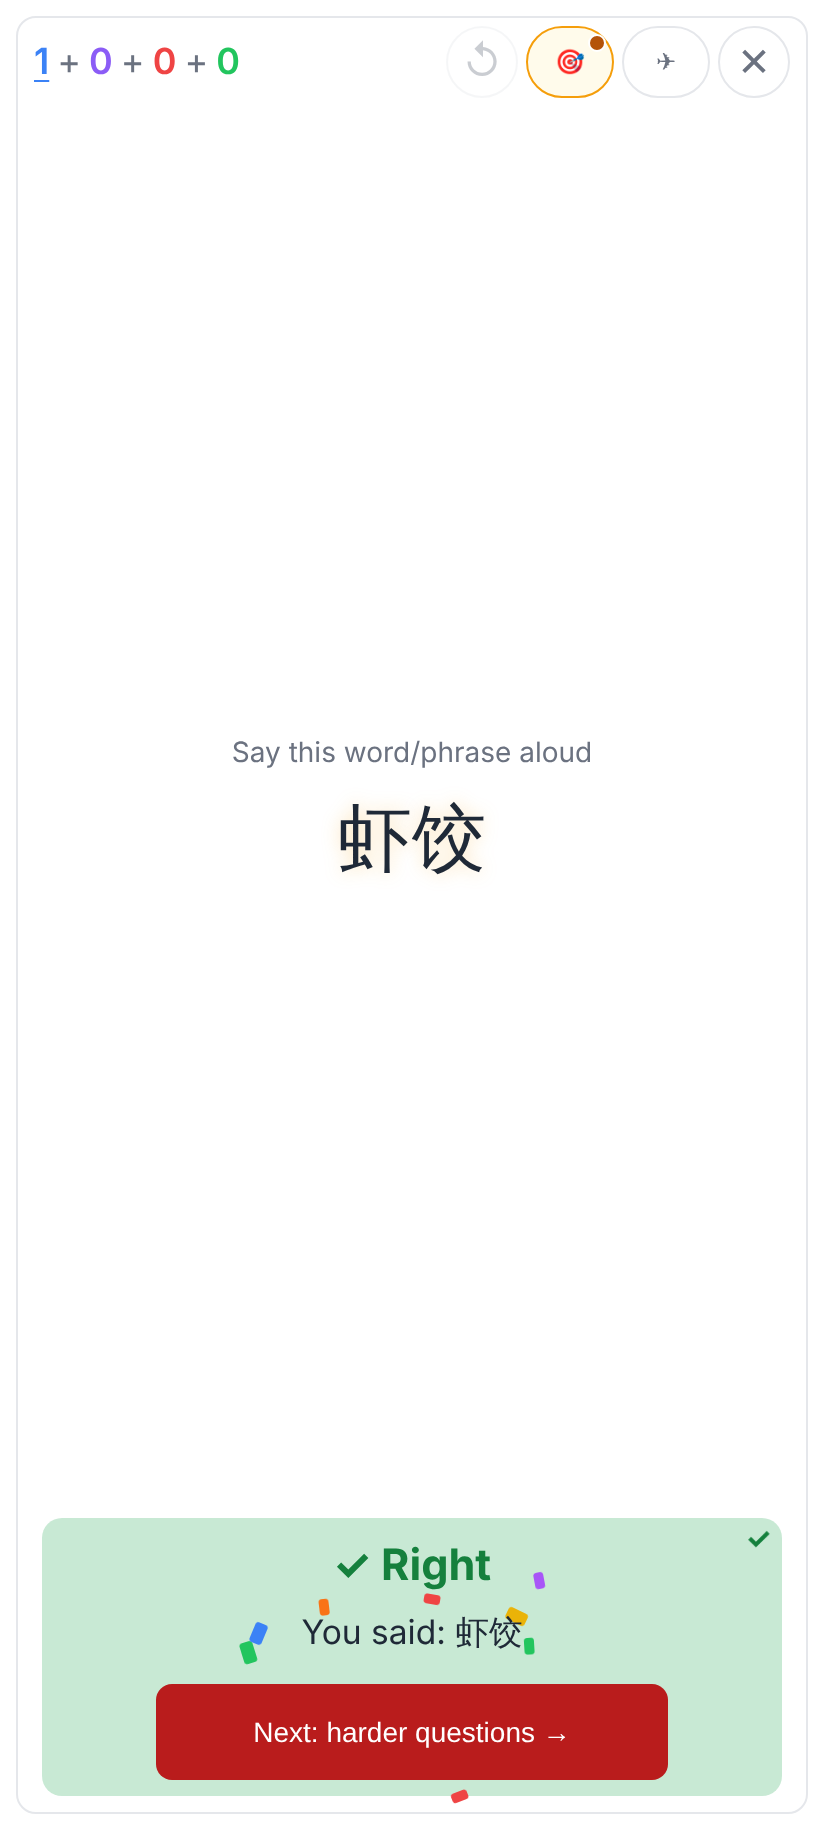 1 + 0 + 0 + 0
Say this word/phrase aloud
虾饺
✓ Right
You said: 虾饺
Next: harder questions →